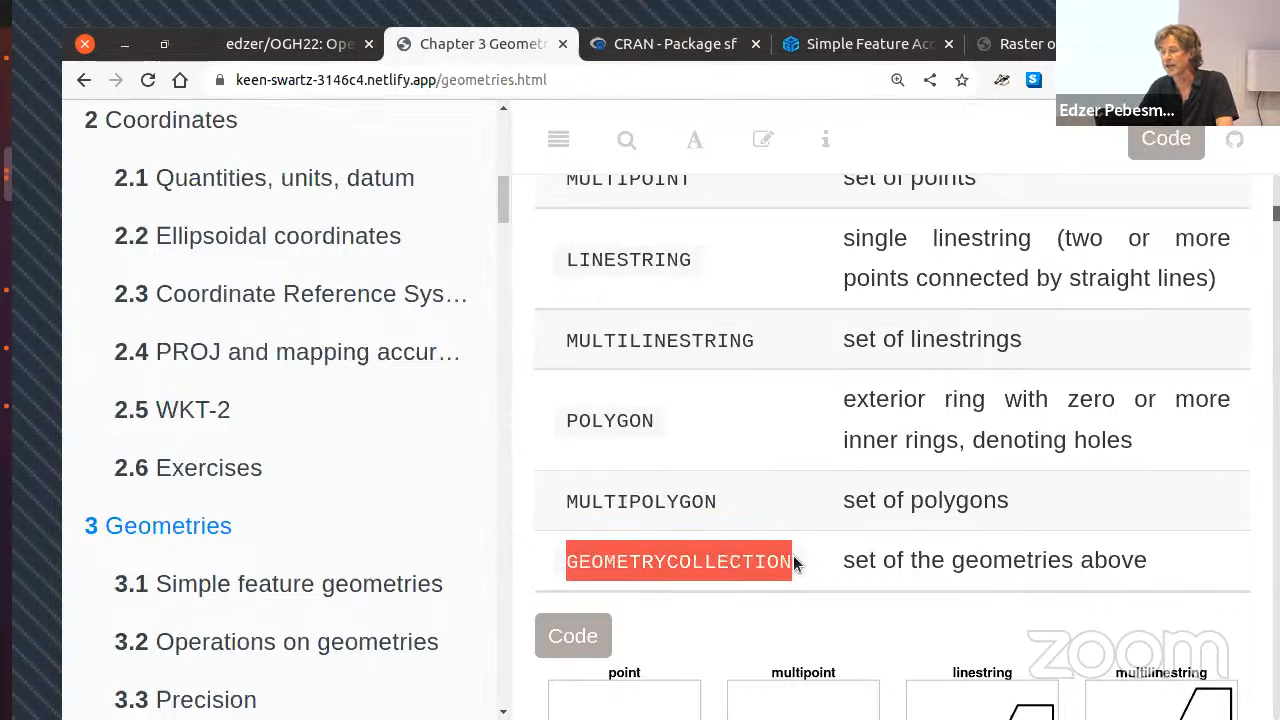 edzer/OGH22: Ope
Chapter 3 Geometr
CRAN - Package sf
Simple Feature Acc
Raster o
keen-swartz-3146c4.netlify.app/geometries.html
Edzer Pebesm...
2 Coordinates
2.1 Quantities, units, datum
2.2 Ellipsoidal coordinates
2.3 Coordinate Reference Sys…
2.4 PROJ and mapping accur…
2.5 WKT-2
2.6 Exercises
3 Geometries
3.1 Simple feature geometries
3.2 Operations on geometries
3.3 Precision
Code
MULTIPOINT set of points
LINESTRING single linestring (two or more
points connected by straight lines)
MULTILINESTRING set of linestrings
POLYGON exterior ring with zero or more
inner rings, denoting holes
MULTIPOLYGON set of polygons
GEOMETRYCOLLECTION set of the geometries above
Code
zoom
point multipoint linestring multilinestring